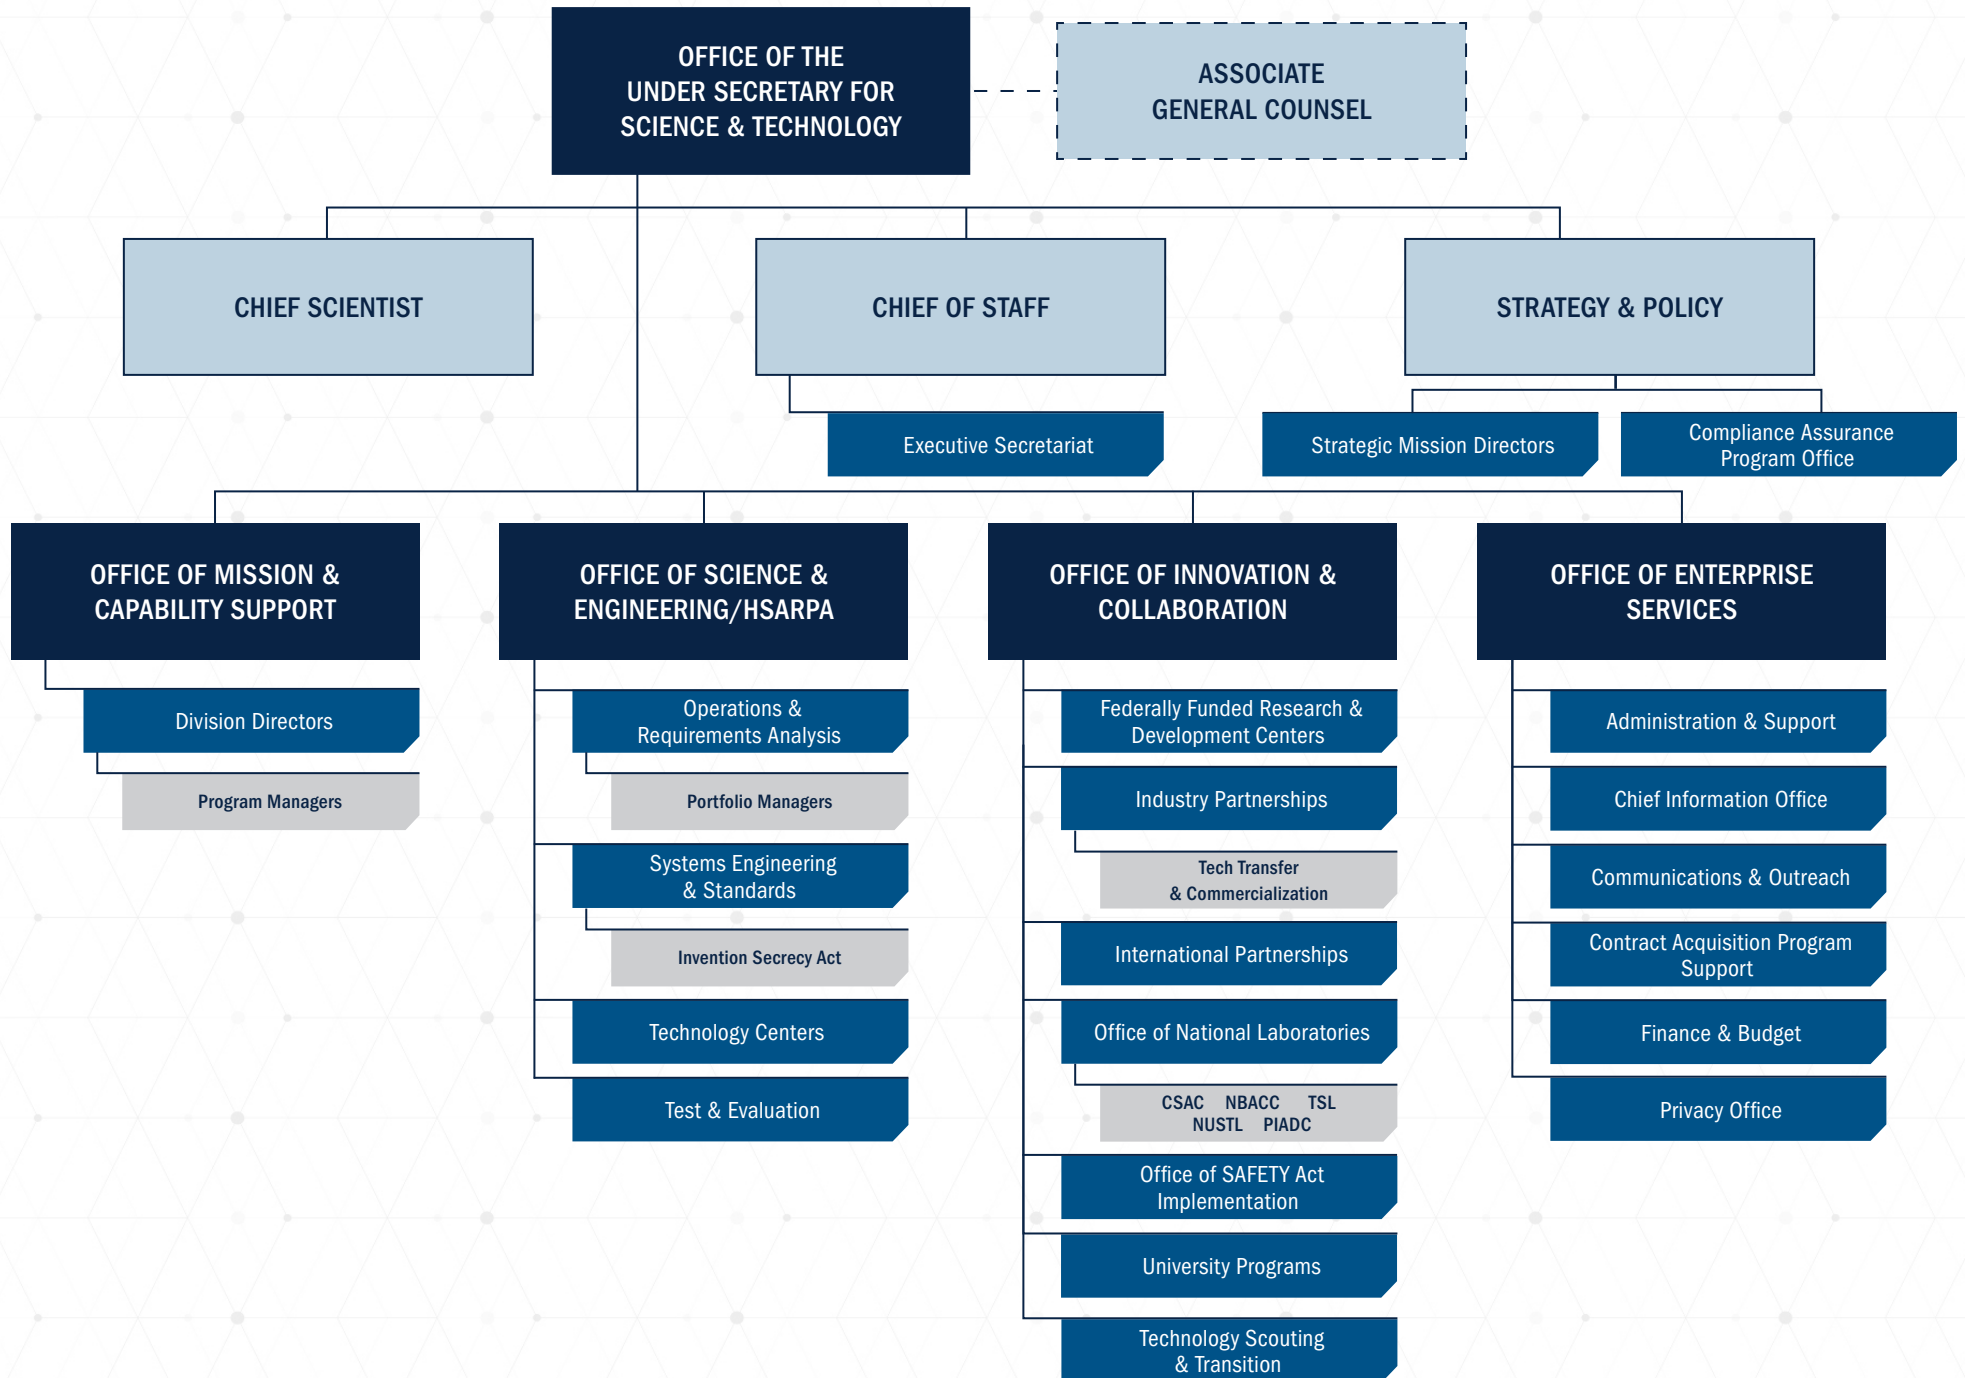 OFFICE OF THE
UNDER SECRETARY FOR
SCIENCE & TECHNOLOGY
ASSOCIATE
GENERAL COUNSEL
CHIEF SCIENTIST
CHIEF OF STAFF
STRATEGY & POLICY
Executive Secretariat
Strategic Mission Directors
Compliance Assurance
Program Office
OFFICE OF MISSION &
CAPABILITY SUPPORT
Division Directors
Program Managers
OFFICE OF SCIENCE &
ENGINEERING/HSARPA
Operations &
Requirements Analysis
Portfolio Managers
Systems Engineering
& Standards
Invention Secrecy Act
Technology Centers
Test & Evaluation
OFFICE OF INNOVATION &
COLLABORATION
Federally Funded Research &
Development Centers
Industry Partnerships
Tech Transfer
& Commercialization
International Partnerships
Office of National Laboratories
CSAC NBACC TSL
NUSTL PIADC
Office of SAFETY Act
Implementation
University Programs
Technology Scouting
& Transition
OFFICE OF ENTERPRISE
SERVICES
Administration & Support
Chief Information Office
Communications & Outreach
Contract Acquisition Program
Support
Finance & Budget
Privacy Office